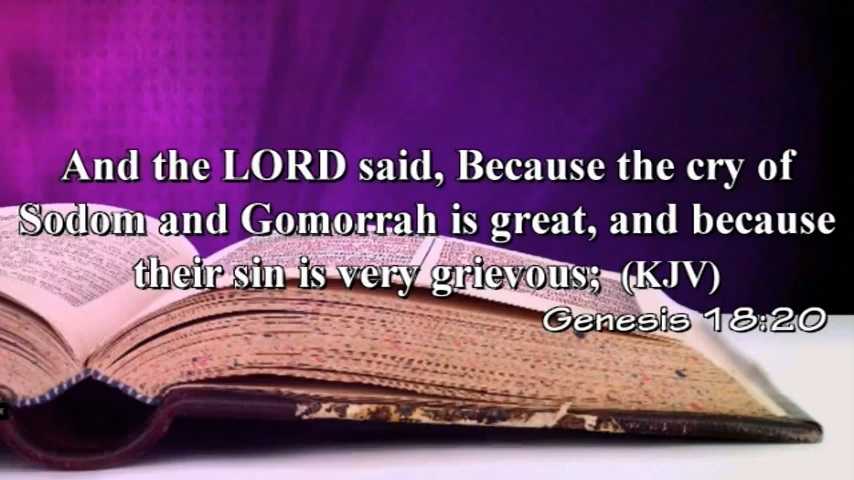 And the LORD said, Because the cry of
Sodom and Gomorrah is great, and because
their sin is very grievous; (KJV)
Genesis 18:20